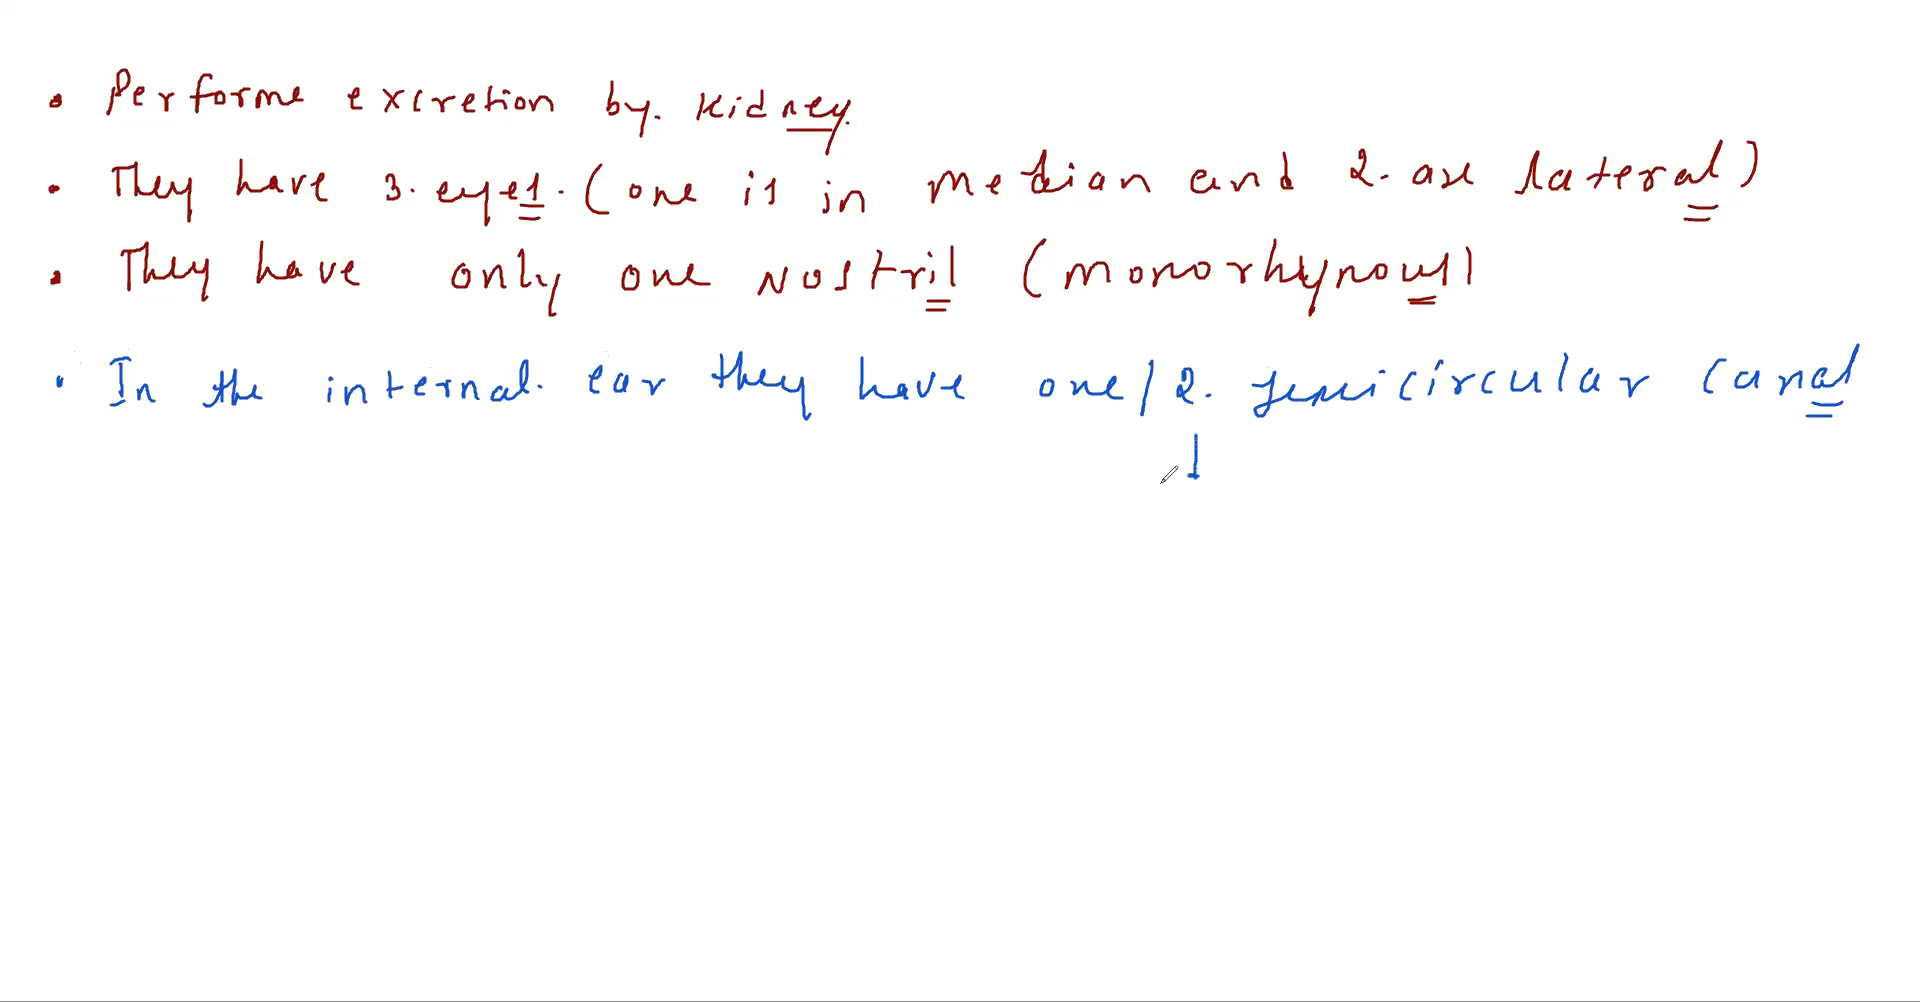 • Performe excretion by. kidney.
• They have 3. eyes. (one is in median and 2. are lateral)
• They have only one Nostril (monorhynous)
• In the internal. ear they have one/2. semicircular canal